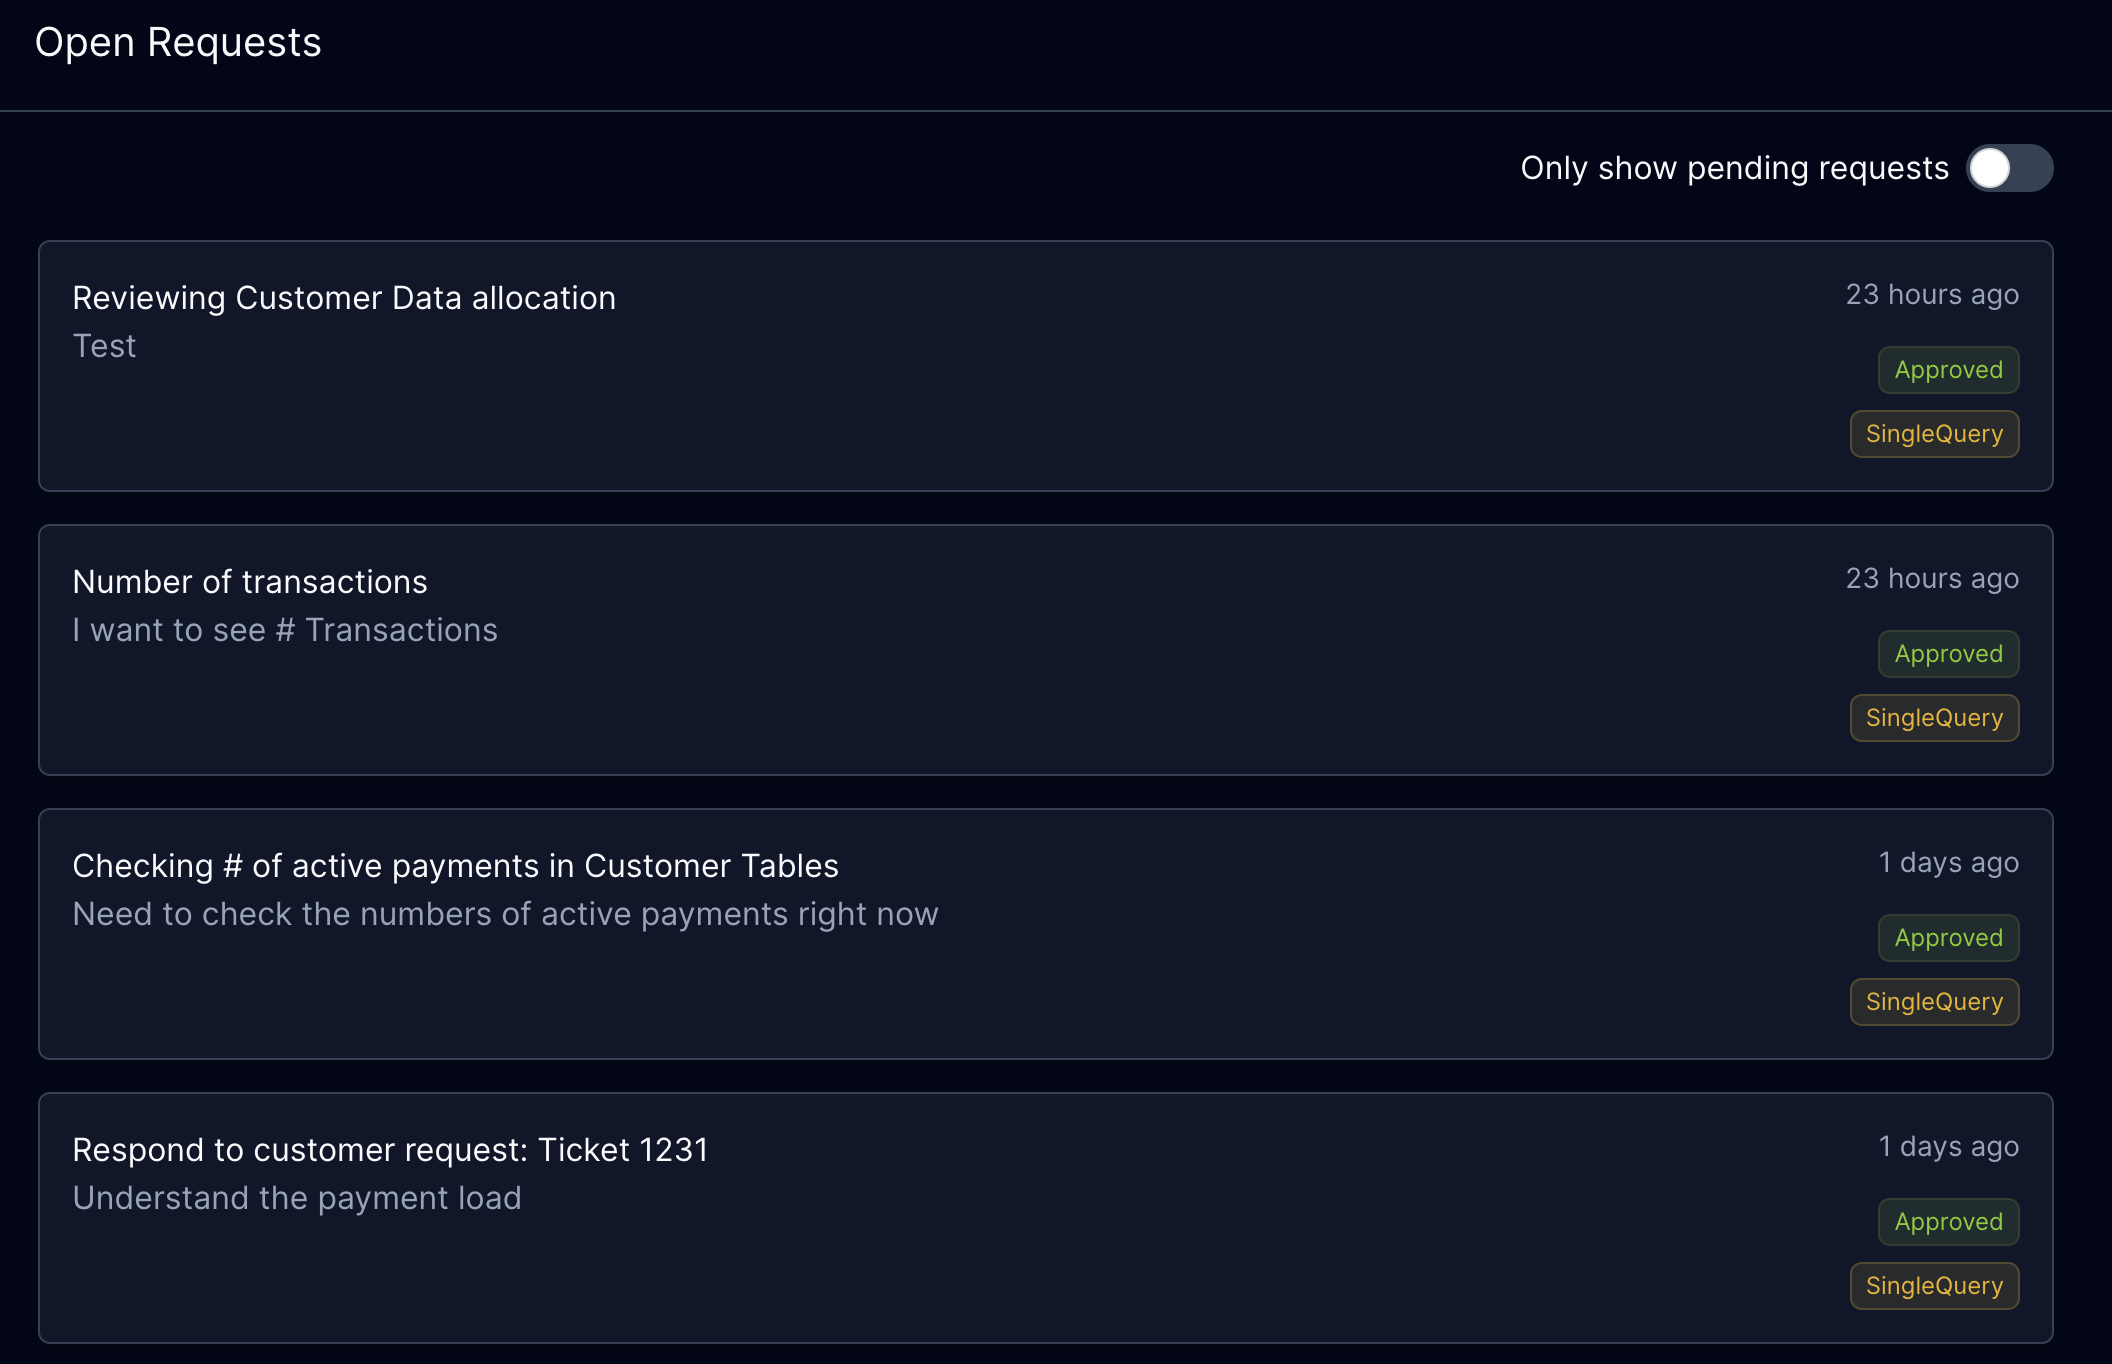 Open Requests
Only show pending requests
Reviewing Customer Data allocation
23 hours ago
Test
Approved
SingleQuery
Number of transactions
23 hours ago
I want to see # Transactions
Approved
SingleQuery
Checking # of active payments in Customer Tables
1 days ago
Need to check the numbers of active payments right now
Approved
SingleQuery
Respond to customer request: Ticket 1231
1 days ago
Understand the payment load
Approved
SingleQuery